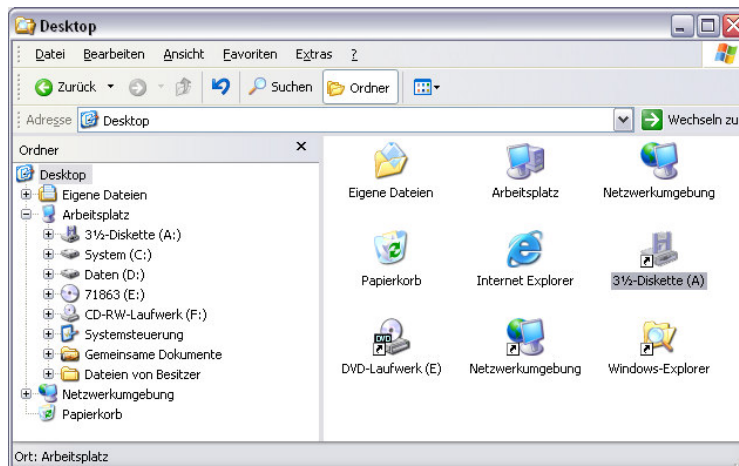 Desktop
Datei Bearbeiten Ansicht Favoriten Extras ?
Zurück Suchen Ordner
Adresse Desktop Wechseln zu
Ordner x
Desktop
Eigene Dateien
Arbeitsplatz
3½-Diskette (A:)
System (C:)
Daten (D:)
71863 (E:)
CD-RW-Laufwerk (F:)
Systemsteuerung
Gemeinsame Dokumente
Dateien von Besitzer
Netzwerkumgebung
Papierkorb
Eigene Dateien Arbeitsplatz Netzwerkumgebung
Papierkorb Internet Explorer 3½-Diskette (A)
DVD
DVD-Laufwerk (E) Netzwerkumgebung Windows-Explorer
Ort: Arbeitsplatz